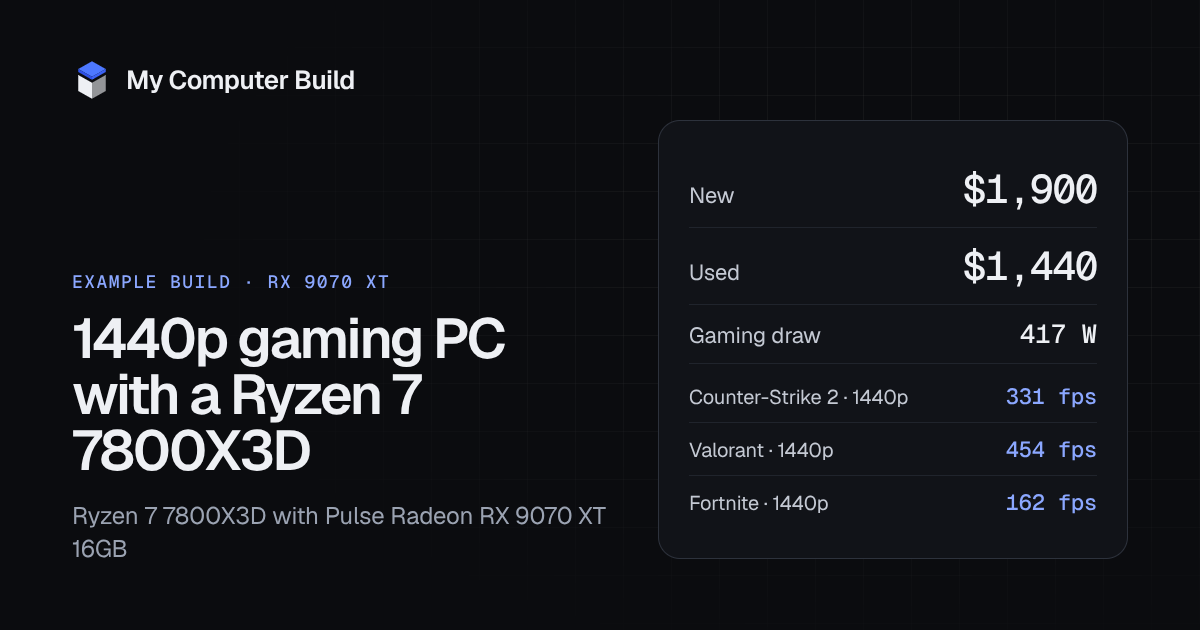 My Computer Build
EXAMPLE BUILD · RX 9070 XT
1440p gaming PC
with a Ryzen 7
7800X3D
Ryzen 7 7800X3D with Pulse Radeon RX 9070 XT
16GB
New $1,900
Used $1,440
Gaming draw 417 W
Counter-Strike 2 · 1440p 331 fps
Valorant · 1440p 454 fps
Fortnite · 1440p 162 fps